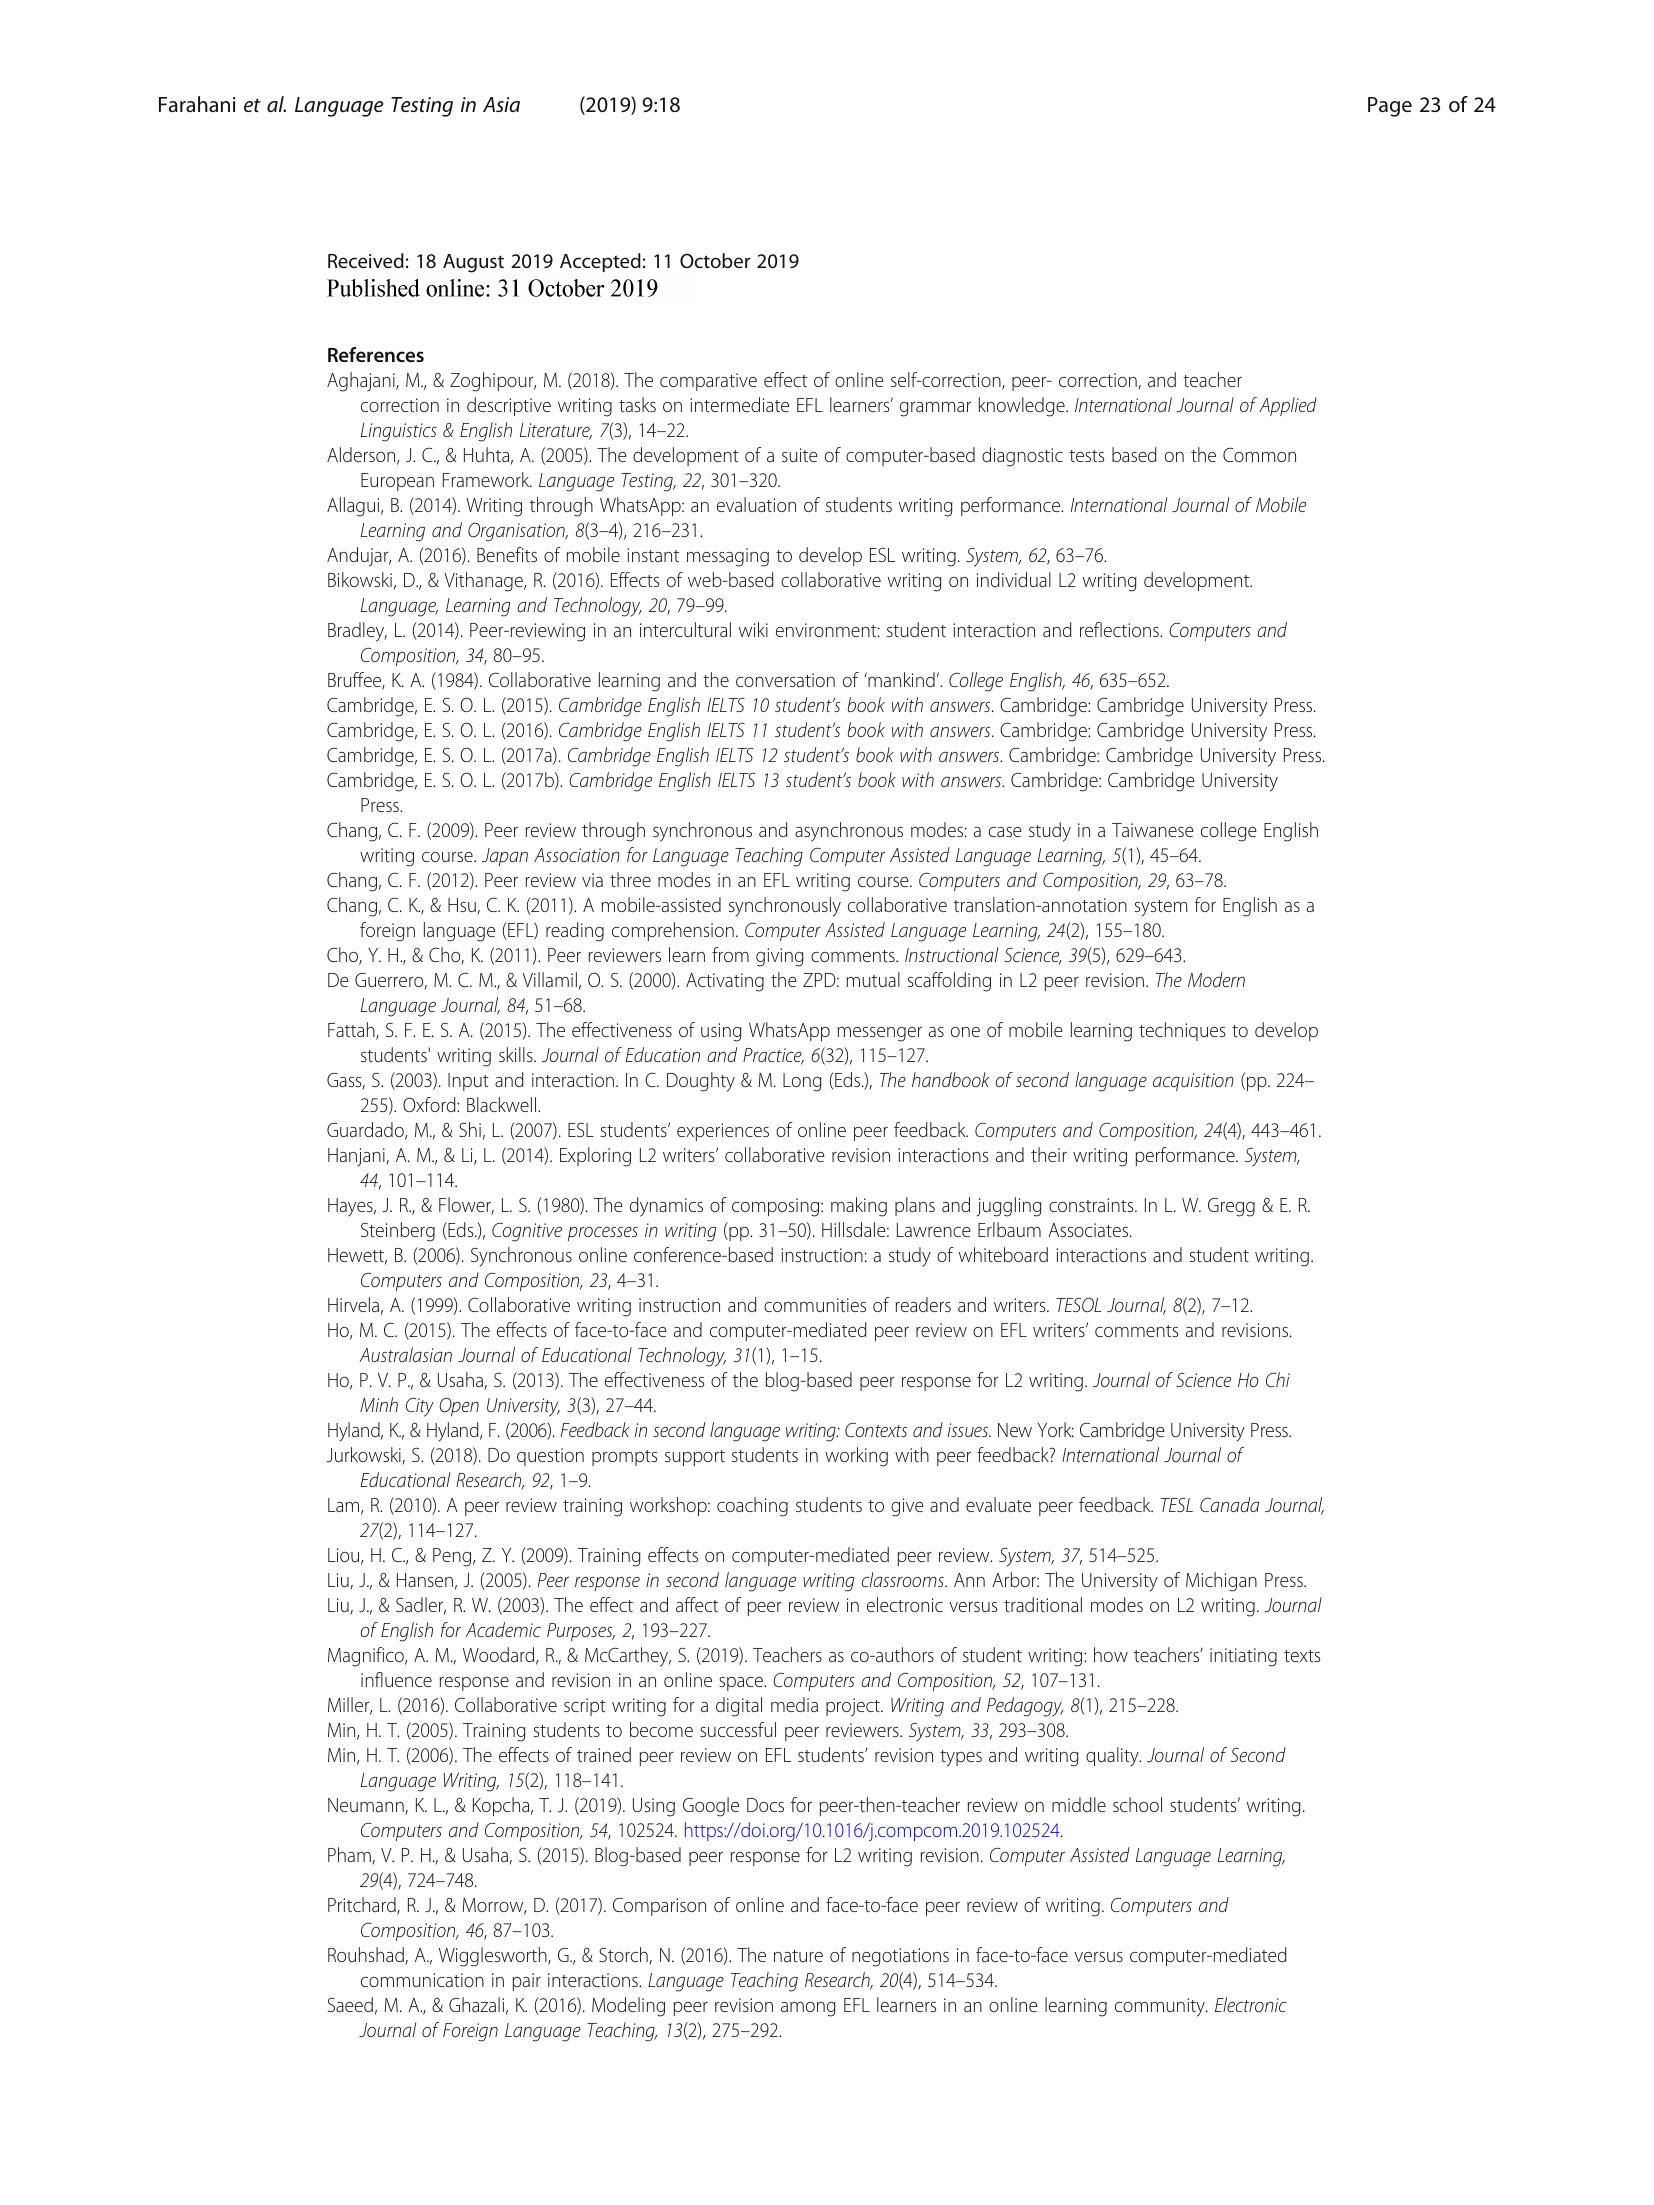 Farahani et al. Language Testing in Asia (2019) 9:18 Page 23 of 24
Received: 18 August 2019 Accepted: 11 October 2019
Published online: 31 October 2019
References
Aghajani, M., & Zoghipour, M. (2018). The comparative effect of online self-correction, peer- correction, and teacher
correction in descriptive writing tasks on intermediate EFL learners’ grammar knowledge. International Journal of Applied
Linguistics & English Literature, 7(3), 14–22.
Alderson, J. C., & Huhta, A. (2005). The development of a suite of computer-based diagnostic tests based on the Common
European Framework. Language Testing, 22, 301–320.
Allagui, B. (2014). Writing through WhatsApp: an evaluation of students writing performance. International Journal of Mobile
Learning and Organisation, 8(3–4), 216–231.
Andujar, A. (2016). Benefits of mobile instant messaging to develop ESL writing. System, 62, 63–76.
Bikowski, D., & Vithanage, R. (2016). Effects of web-based collaborative writing on individual L2 writing development.
Language, Learning and Technology, 20, 79–99.
Bradley, L. (2014). Peer-reviewing in an intercultural wiki environment: student interaction and reflections. Computers and
Composition, 34, 80–95.
Bruffee, K. A. (1984). Collaborative learning and the conversation of ‘mankind’. College English, 46, 635–652.
Cambridge, E. S. O. L. (2015). Cambridge English IELTS 10 student’s book with answers. Cambridge: Cambridge University Press.
Cambridge, E. S. O. L. (2016). Cambridge English IELTS 11 student’s book with answers. Cambridge: Cambridge University Press.
Cambridge, E. S. O. L. (2017a). Cambridge English IELTS 12 student’s book with answers. Cambridge: Cambridge University Press.
Cambridge, E. S. O. L. (2017b). Cambridge English IELTS 13 student’s book with answers. Cambridge: Cambridge University
Press.
Chang, C. F. (2009). Peer review through synchronous and asynchronous modes: a case study in a Taiwanese college English
writing course. Japan Association for Language Teaching Computer Assisted Language Learning, 5(1), 45–64.
Chang, C. F. (2012). Peer review via three modes in an EFL writing course. Computers and Composition, 29, 63–78.
Chang, C. K., & Hsu, C. K. (2011). A mobile-assisted synchronously collaborative translation-annotation system for English as a
foreign language (EFL) reading comprehension. Computer Assisted Language Learning, 24(2), 155–180.
Cho, Y. H., & Cho, K. (2011). Peer reviewers learn from giving comments. Instructional Science, 39(5), 629–643.
De Guerrero, M. C. M., & Villamil, O. S. (2000). Activating the ZPD: mutual scaffolding in L2 peer revision. The Modern
Language Journal, 84, 51–68.
Fattah, S. F. E. S. A. (2015). The effectiveness of using WhatsApp messenger as one of mobile learning techniques to develop
students' writing skills. Journal of Education and Practice, 6(32), 115–127.
Gass, S. (2003). Input and interaction. In C. Doughty & M. Long (Eds.), The handbook of second language acquisition (pp. 224–
255). Oxford: Blackwell.
Guardado, M., & Shi, L. (2007). ESL students’ experiences of online peer feedback. Computers and Composition, 24(4), 443–461.
Hanjani, A. M., & Li, L. (2014). Exploring L2 writers’ collaborative revision interactions and their writing performance. System,
44, 101–114.
Hayes, J. R., & Flower, L. S. (1980). The dynamics of composing: making plans and juggling constraints. In L. W. Gregg & E. R.
Steinberg (Eds.), Cognitive processes in writing (pp. 31–50). Hillsdale: Lawrence Erlbaum Associates.
Hewett, B. (2006). Synchronous online conference-based instruction: a study of whiteboard interactions and student writing.
Computers and Composition, 23, 4–31.
Hirvela, A. (1999). Collaborative writing instruction and communities of readers and writers. TESOL Journal, 8(2), 7–12.
Ho, M. C. (2015). The effects of face-to-face and computer-mediated peer review on EFL writers’ comments and revisions.
Australasian Journal of Educational Technology, 31(1), 1–15.
Ho, P. V. P., & Usaha, S. (2013). The effectiveness of the blog-based peer response for L2 writing. Journal of Science Ho Chi
Minh City Open University, 3(3), 27–44.
Hyland, K., & Hyland, F. (2006). Feedback in second language writing: Contexts and issues. New York: Cambridge University Press.
Jurkowski, S. (2018). Do question prompts support students in working with peer feedback? International Journal of
Educational Research, 92, 1–9.
Lam, R. (2010). A peer review training workshop: coaching students to give and evaluate peer feedback. TESL Canada Journal,
27(2), 114–127.
Liou, H. C., & Peng, Z. Y. (2009). Training effects on computer-mediated peer review. System, 37, 514–525.
Liu, J., & Hansen, J. (2005). Peer response in second language writing classrooms. Ann Arbor: The University of Michigan Press.
Liu, J., & Sadler, R. W. (2003). The effect and affect of peer review in electronic versus traditional modes on L2 writing. Journal
of English for Academic Purposes, 2, 193–227.
Magnifico, A. M., Woodard, R., & McCarthey, S. (2019). Teachers as co-authors of student writing: how teachers’ initiating texts
influence response and revision in an online space. Computers and Composition, 52, 107–131.
Miller, L. (2016). Collaborative script writing for a digital media project. Writing and Pedagogy, 8(1), 215–228.
Min, H. T. (2005). Training students to become successful peer reviewers. System, 33, 293–308.
Min, H. T. (2006). The effects of trained peer review on EFL students’ revision types and writing quality. Journal of Second
Language Writing, 15(2), 118–141.
Neumann, K. L., & Kopcha, T. J. (2019). Using Google Docs for peer-then-teacher review on middle school students’ writing.
Computers and Composition, 54, 102524. https://doi.org/10.1016/j.compcom.2019.102524.
Pham, V. P. H., & Usaha, S. (2015). Blog-based peer response for L2 writing revision. Computer Assisted Language Learning,
29(4), 724–748.
Pritchard, R. J., & Morrow, D. (2017). Comparison of online and face-to-face peer review of writing. Computers and
Composition, 46, 87–103.
Rouhshad, A., Wigglesworth, G., & Storch, N. (2016). The nature of negotiations in face-to-face versus computer-mediated
communication in pair interactions. Language Teaching Research, 20(4), 514–534.
Saeed, M. A., & Ghazali, K. (2016). Modeling peer revision among EFL learners in an online learning community. Electronic
Journal of Foreign Language Teaching, 13(2), 275–292.